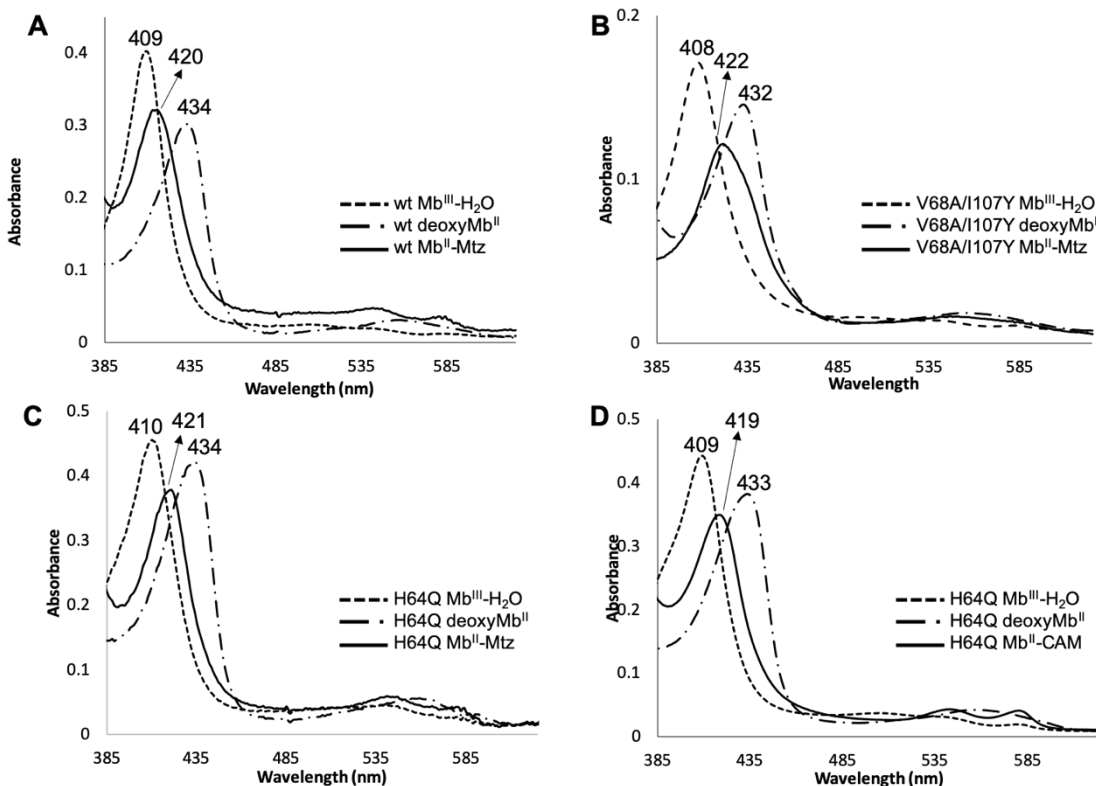 A
409
420
434
0.4
0.3
0.2
0.1
0
Absorbance
wt Mbᴵᴵᴵ-H₂O
wt deoxyMbᴵᴵ
wt Mbᴵᴵ-Mtz
385 435 485 535 585
Wavelength (nm)
B
408
422
432
0.2
0.1
0
Absorbance
V68A/I107Y Mbᴵᴵᴵ-H₂O
V68A/I107Y deoxyMbᴵ
V68A/I107Y Mbᴵᴵ-Mtz
385 435 485 535 585
Wavelength
C
410
421
434
0.5
0.4
0.3
0.2
0.1
0
Absorbance
H64Q Mbᴵᴵᴵ-H₂O
H64Q deoxyMbᴵᴵ
H64Q Mbᴵᴵ-Mtz
385 435 485 535 585
Wavelength (nm)
D
409
419
433
0.5
0.4
0.3
0.2
0.1
0
Absorbance
H64Q Mbᴵᴵᴵ-H₂O
H64Q deoxyMbᴵᴵ
H64Q Mbᴵᴵ-CAM
385 435 485 535 585
Wavelength (nm)